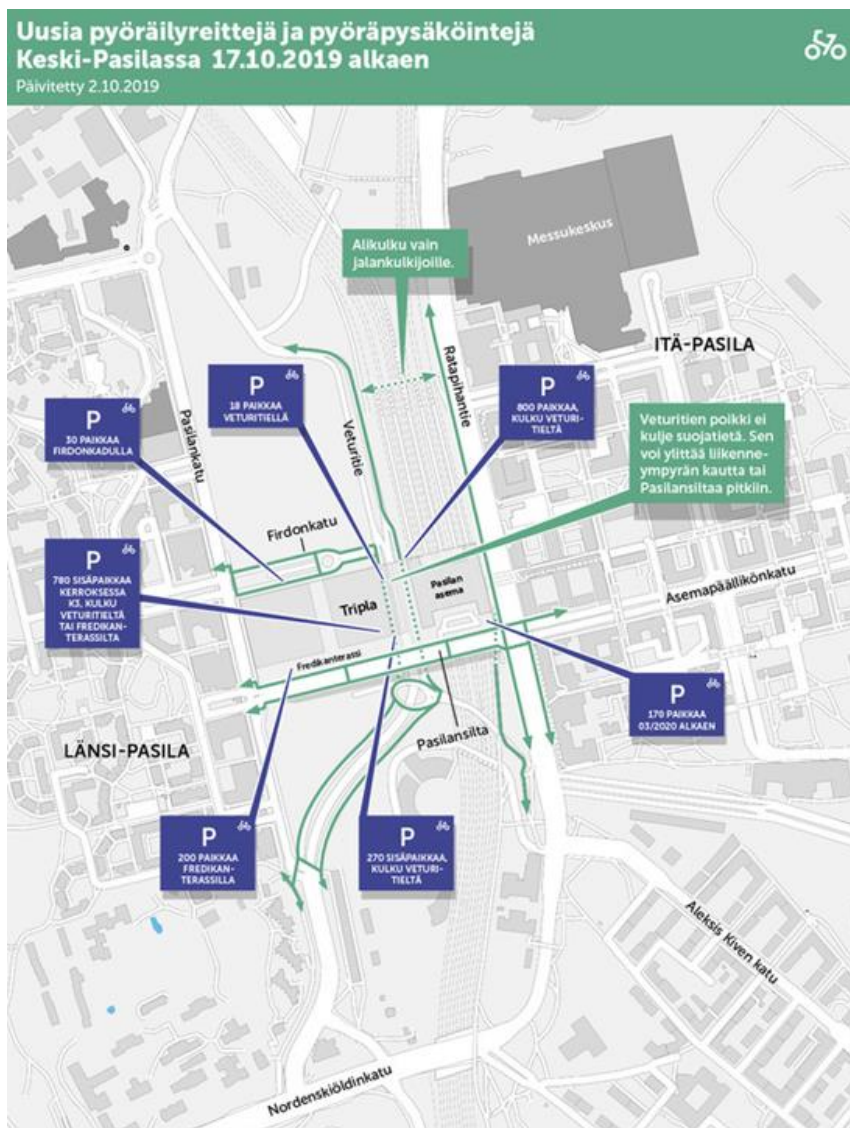 Uusia pyöräilyreittejä ja pyöräpysäköintejä
Keski-Pasilassa 17.10.2019 alkaen
Päivitetty 2.10.2019
Messukeskus
Alikulku vain
jalankulkijoille.
ITÄ-PASILA
Ratapihantie
P
18 PAIKKAA
VETURITIELLÄ
P
800 PAIKKAA,
KULKU VETURI-
TIELTÄ
P
30 PAIKKAA
FIRDONKADULLA
Pasilankatu
Veturitie
Veturitien poikki ei
kulje suojatietä. Sen
voi ylittää liikenne-
ympyrän kautta tai
Pasilansiltaa pitkiin.
Firdonkatu
P
780 SISÄPAIKKAA
KERROKSESSA
K3, KULKU
VETURITIELTÄ
TAI FREDIKAN-
TERASSILTA
Tripla
Pasilan
asema
Asemapäällikönkatu
Fredikanterassi
P
170 PAIKKAA
03/2020 ALKAEN
Pasilansilta
LÄNSI-PASILA
P
200 PAIKKAA
FREDIKAN-
TERASSILLA
P
270 SISÄPAIKKAA,
KULKU VETURI-
TIELTÄ
Aleksis Kiven katu
Nordenskiöldinkatu